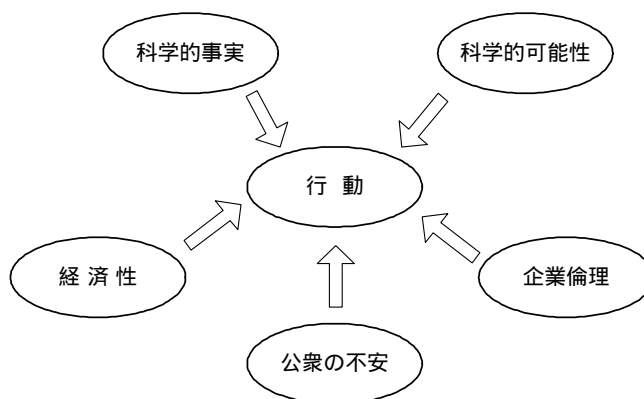 科学的事実
科学的可能性
行 動
経 済 性
企業倫理
公衆の不安